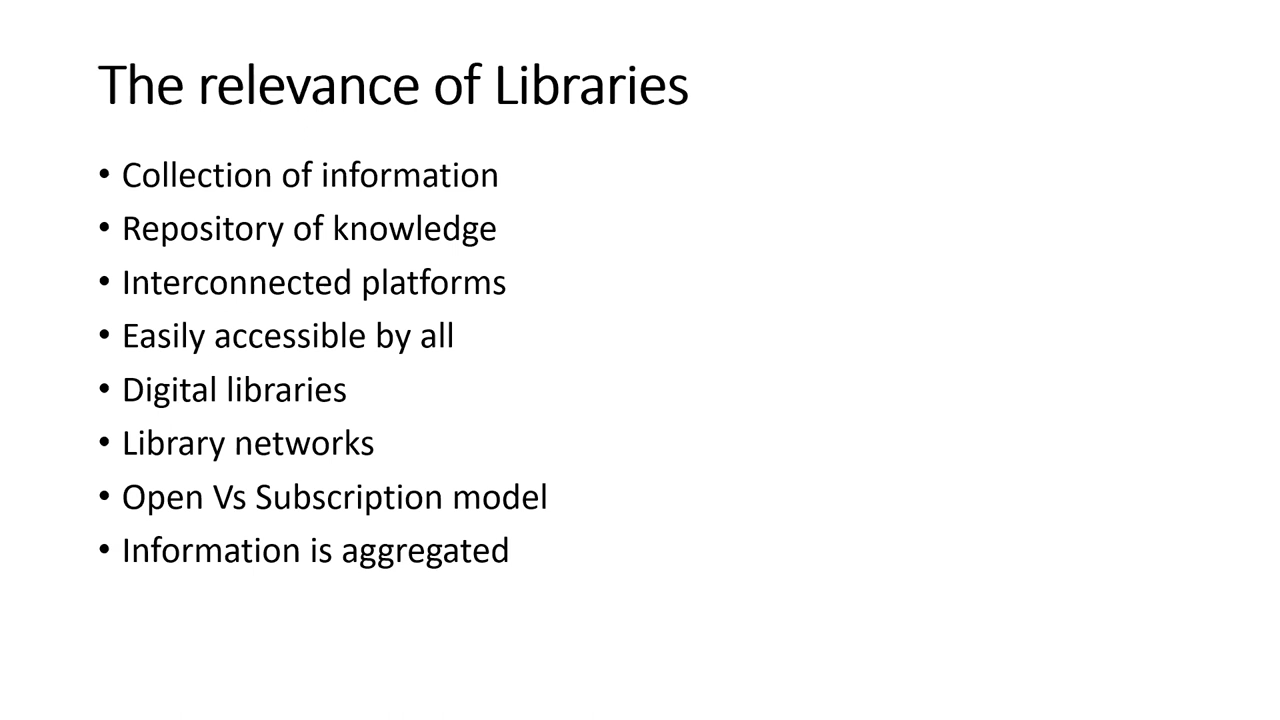 The relevance of Libraries
• Collection of information
• Repository of knowledge
• Interconnected platforms
• Easily accessible by all
• Digital libraries
• Library networks
• Open Vs Subscription model
• Information is aggregated